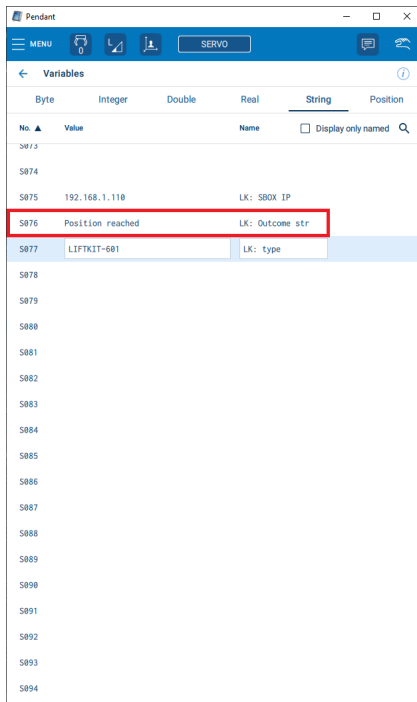 Pendant
MENU
0
L
SERVO
Variables
i
Byte Integer Double Real String Position
No. ▲ Value Name Display only named
S073
S074
S075 192.168.1.110 LK: SBOX IP
S076 Position reached LK: Outcome str
S077 LIFTKIT-601 LK: type
S078
S079
S080
S081
S082
S083
S084
S085
S086
S087
S088
S089
S090
S091
S092
S093
S094